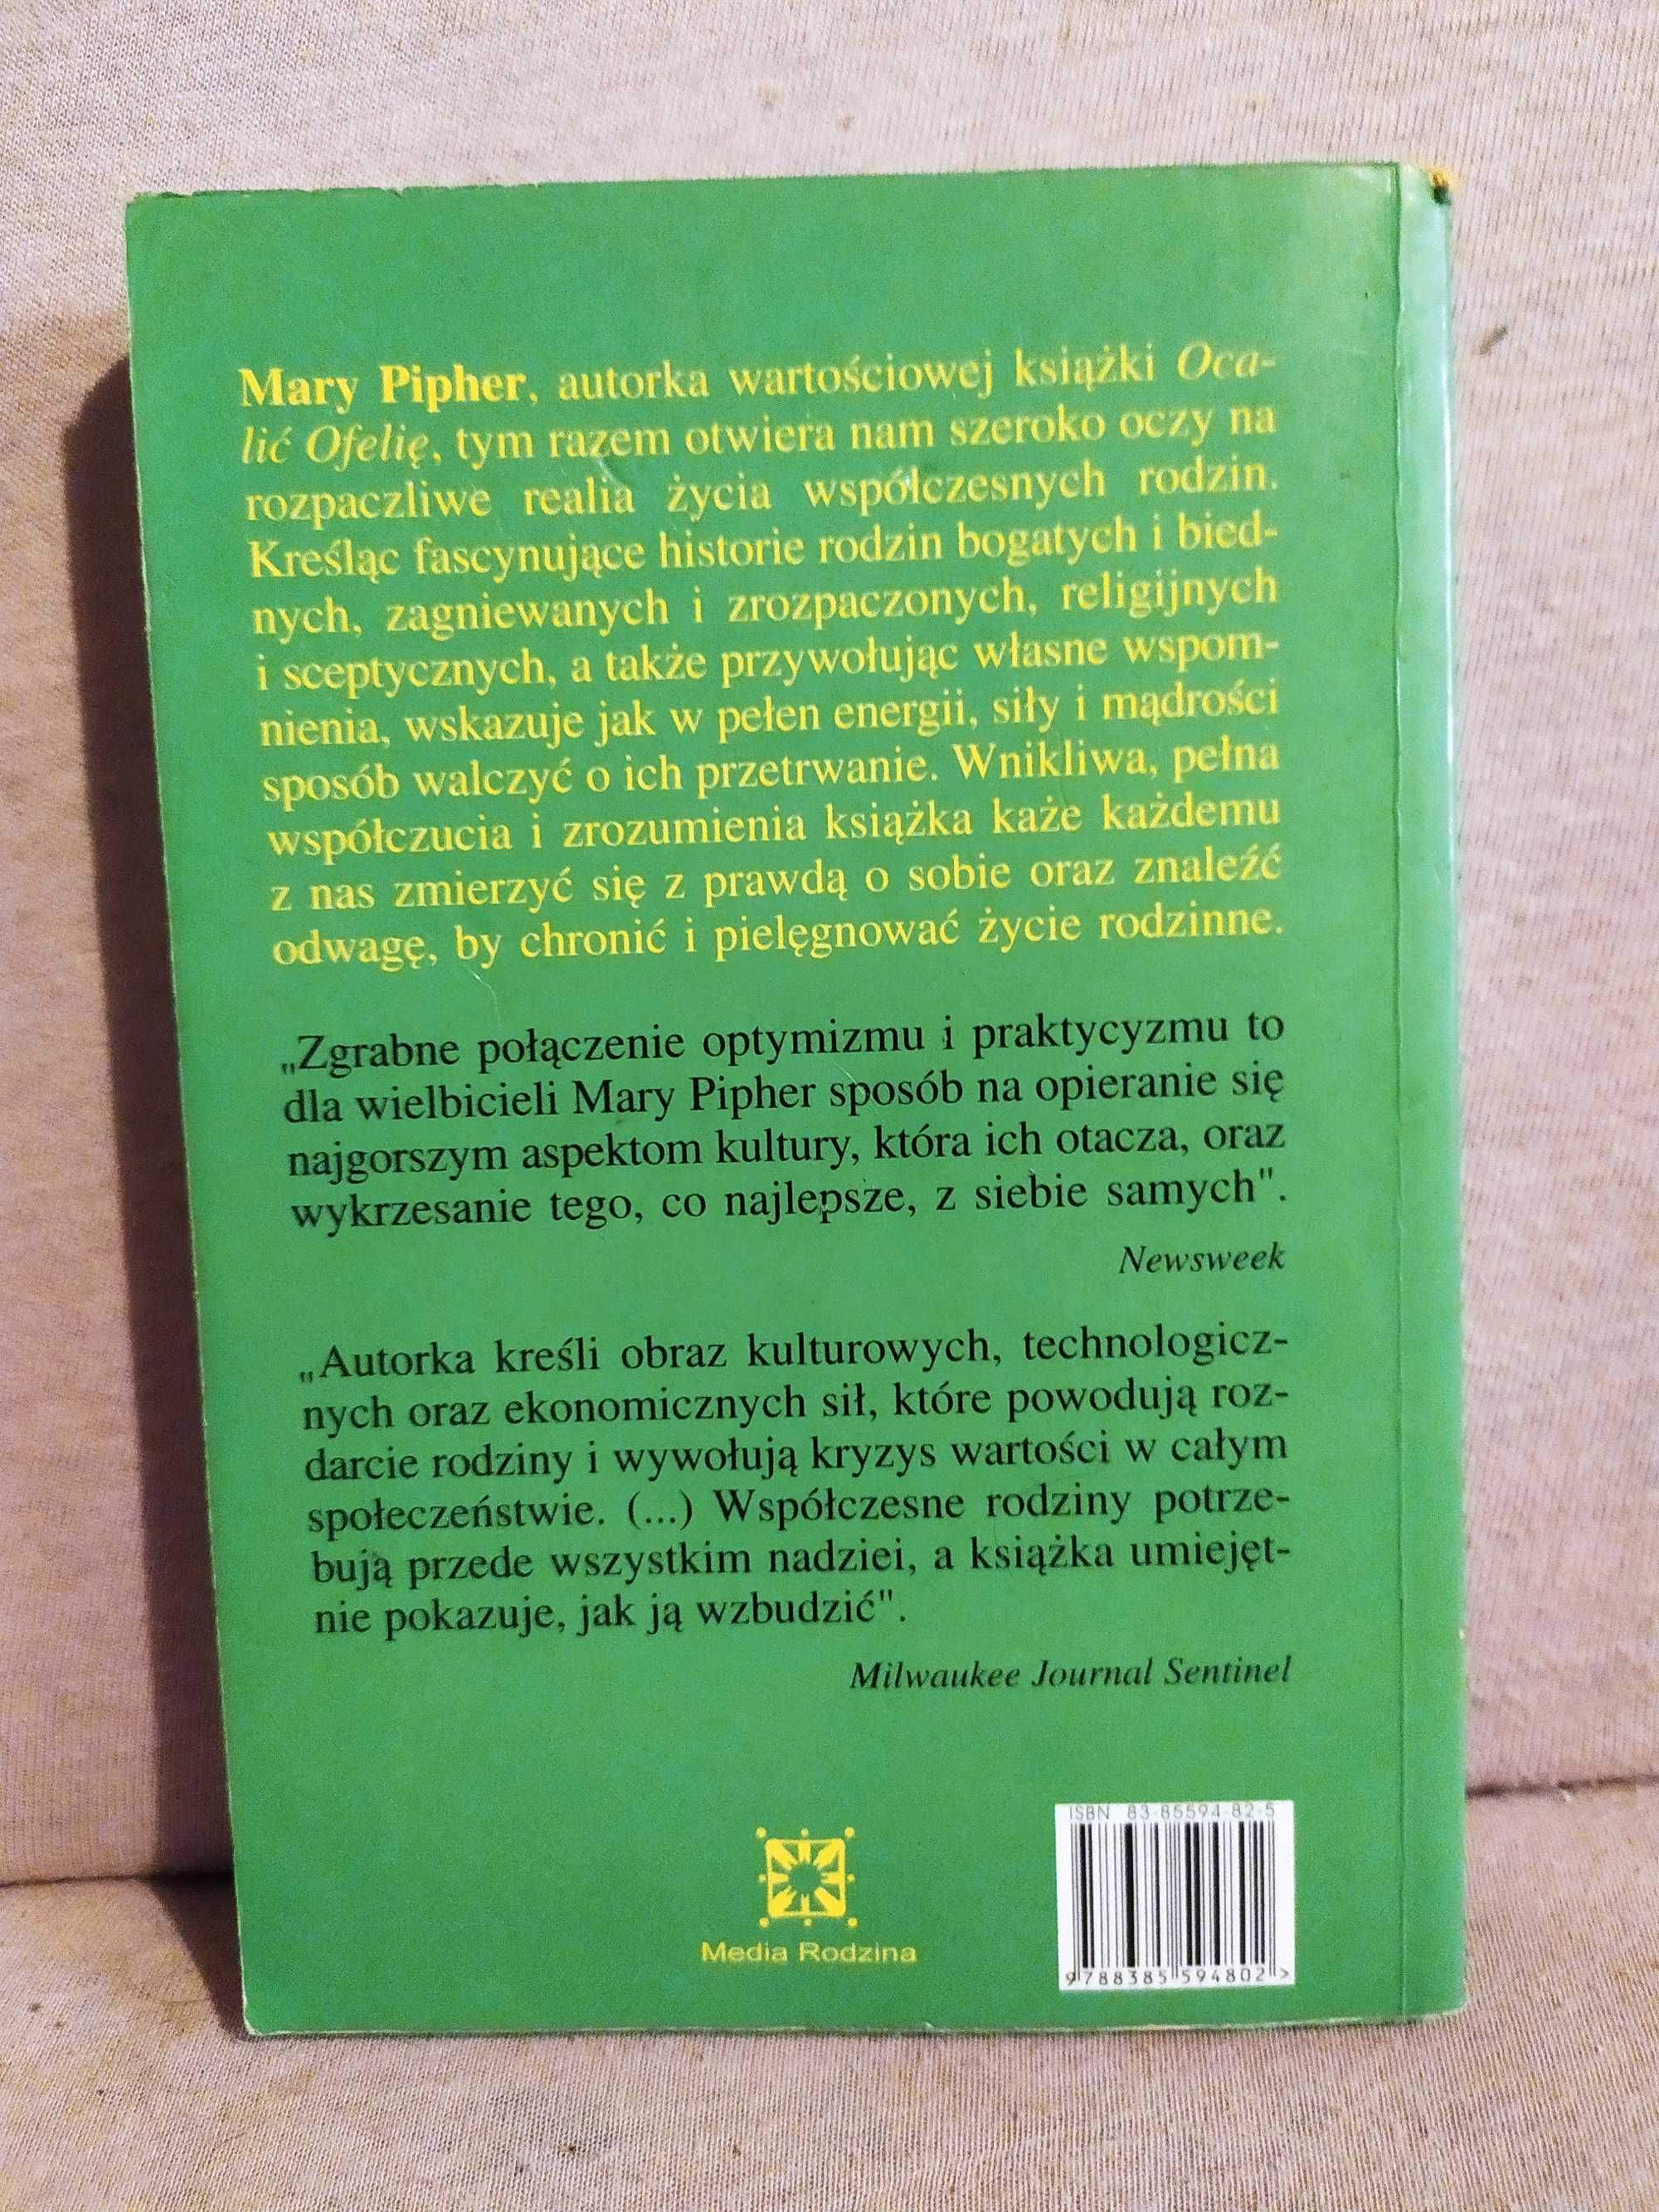 Mary Pipher, autorka wartościowej książki Oca-
lić Ofelię, tym razem otwiera nam szeroko oczy na
rozpaczliwe realia życia współczesnych rodzin.
Kreśląc fascynujące historie rodzin bogatych i bied-
nych, zagniewanych i zrozpaczonych, religijnych
i sceptycznych, a także przywołując własne wspom-
nienia, wskazuje jak w pełen energii, siły i mądrości
sposób walczyć o ich przetrwanie. Wnikliwa, pełna
współczucia i zrozumienia książka każe każdemu
z nas zmierzyć się z prawdą o sobie oraz znaleźć
odwagę, by chronić i pielęgnować życie rodzinne.
„Zgrabne połączenie optymizmu i praktycyzmu to
dla wielbicieli Mary Pipher sposób na opieranie się
najgorszym aspektom kultury, która ich otacza, oraz
wykrzesanie tego, co najlepsze, z siebie samych".
Newsweek
„Autorka kreśli obraz kulturowych, technologicz-
nych oraz ekonomicznych sił, które powodują roz-
darcie rodziny i wywołują kryzys wartości w całym
społeczeństwie. (...) Współczesne rodziny potrze-
bują przede wszystkim nadziei, a książka umiejęt-
nie pokazuje, jak ją wzbudzić".
Milwaukee Journal Sentinel
Media Rodzina
ISBN 83-85594-82-5
9788385594802>